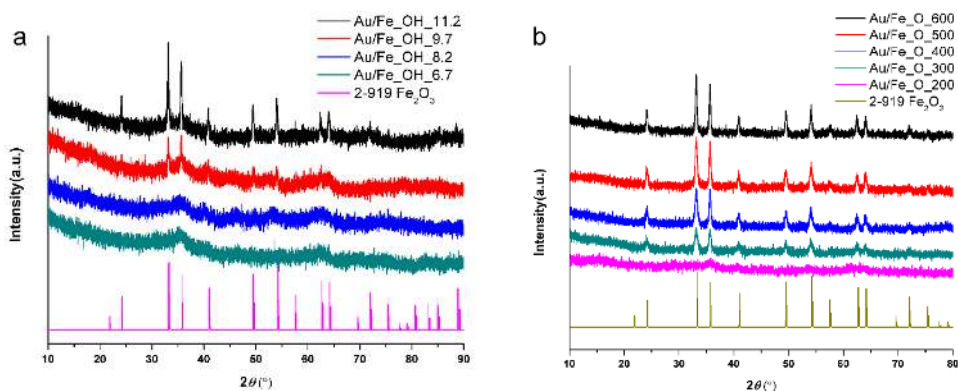 a
Au/Fe_OH_11.2
Au/Fe_OH_9.7
Au/Fe_OH_8.2
Au/Fe_OH_6.7
2-919 Fe₂O₃
Intensity(a.u.)
10 20 30 40 50 60 70 80 90
2θ(°)
b
Au/Fe_O_600
Au/Fe_O_500
Au/Fe_O_400
Au/Fe_O_300
Au/Fe_O_200
2-919 Fe₂O₃
Intensity(a.u.)
10 20 30 40 50 60 70 80
2θ(°)